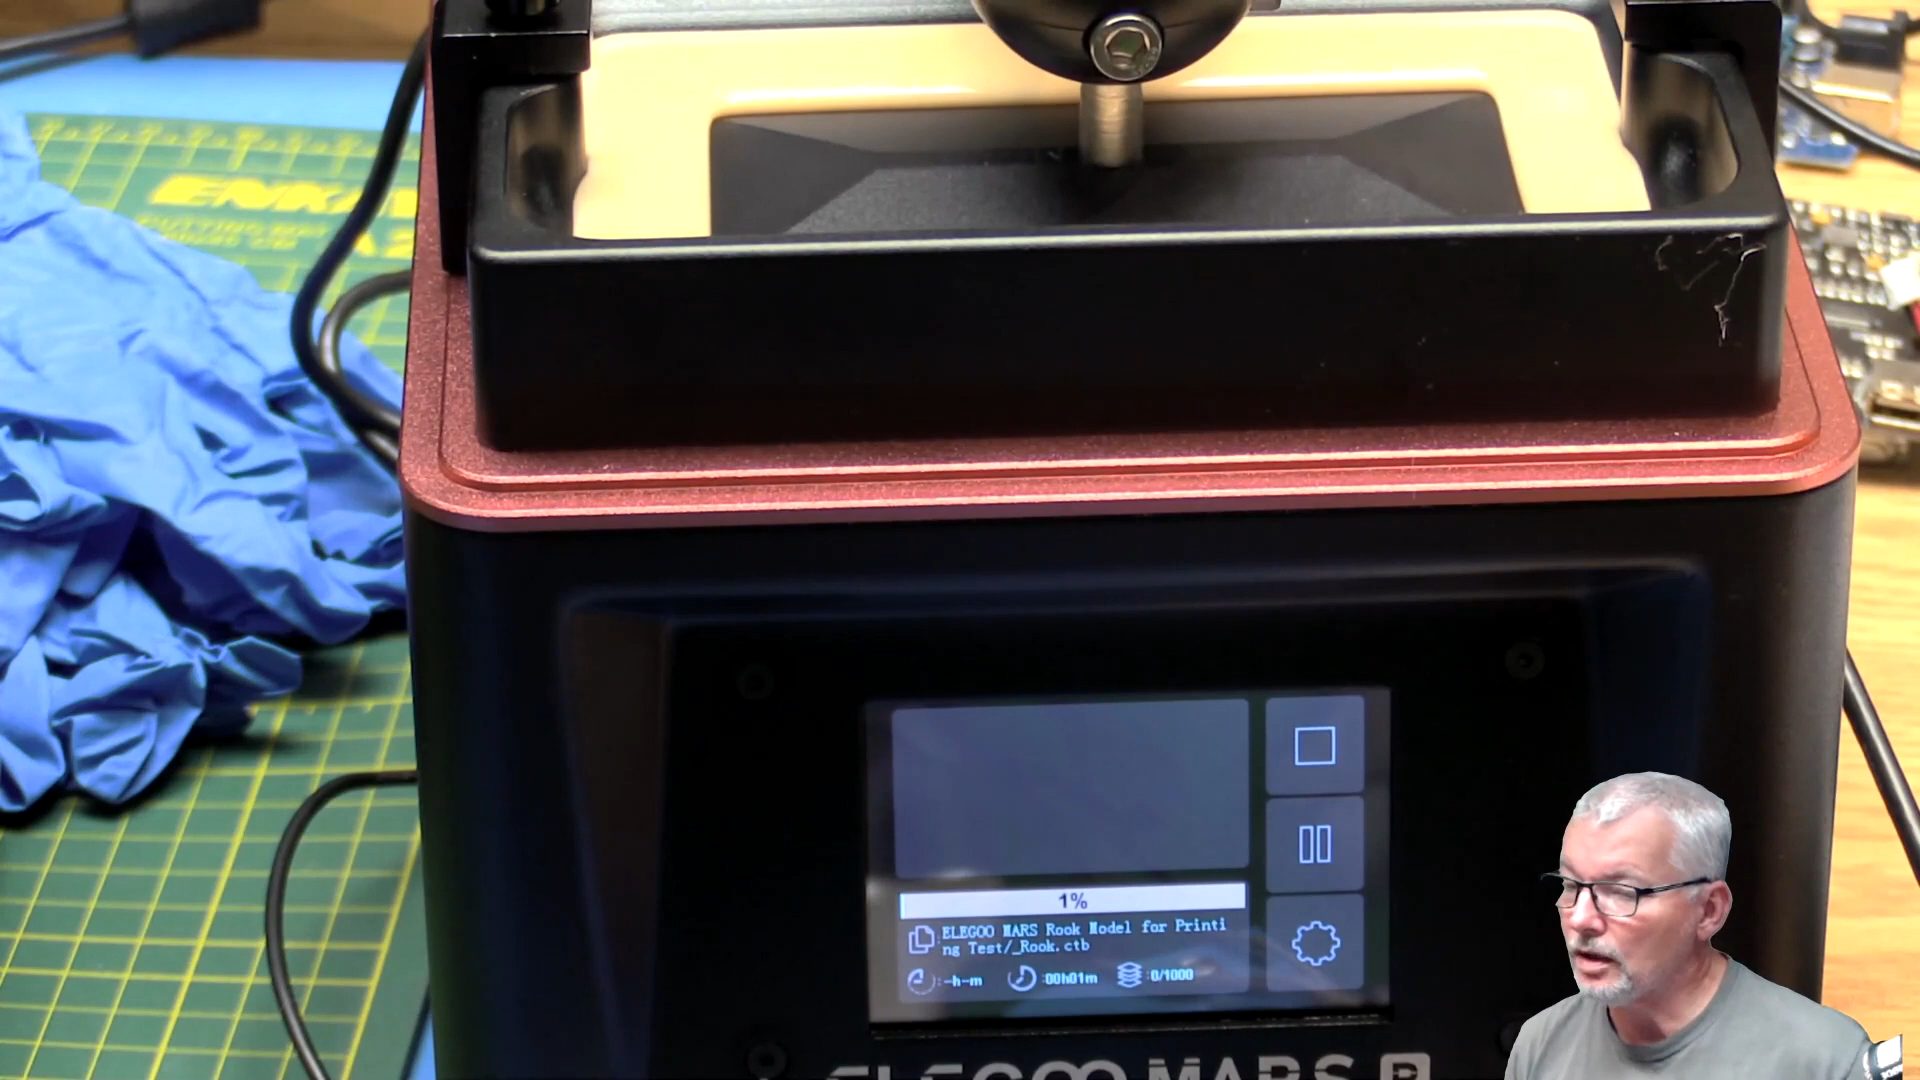 1%
ELEGOO MARS Rook Model for Printi
ng Test/_Rook.ctb
:-h-m
:00h01m
:0/1000
ELEGOO MARS